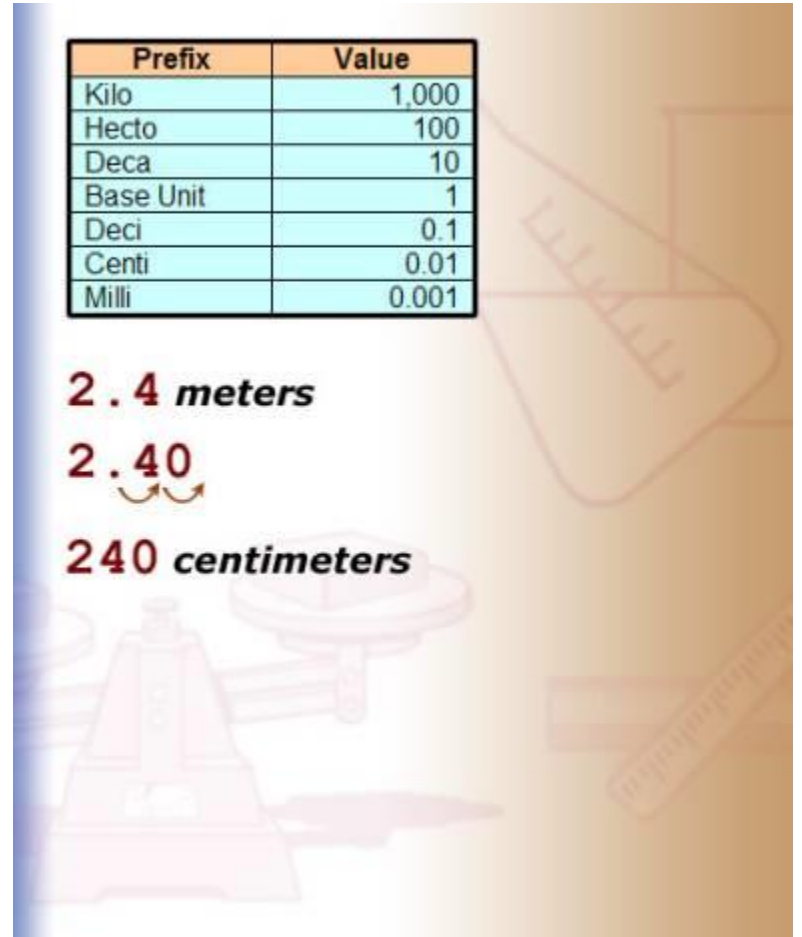 Prefix Value
Kilo 1,000
Hecto 100
Deca 10
Base Unit 1
Deci 0.1
Centi 0.01
Milli 0.001
2.4 meters
2.40
240 centimeters